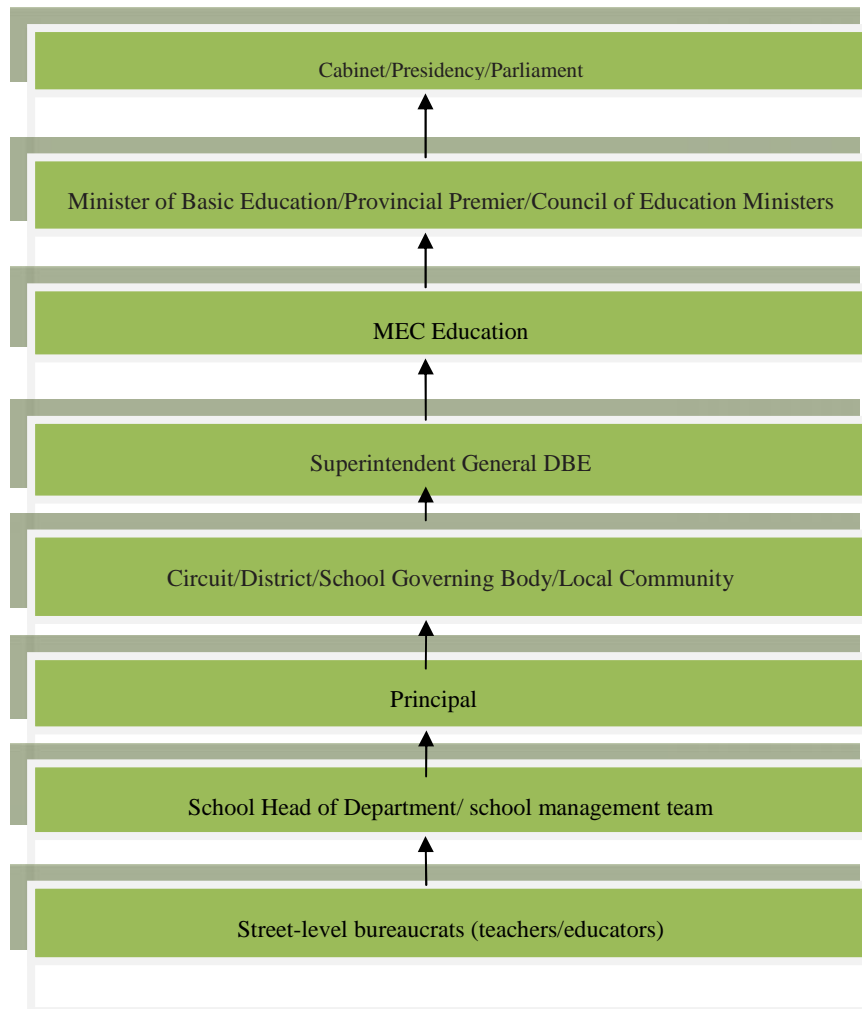 Cabinet/Presidency/Parliament
Minister of Basic Education/Provincial Premier/Council of Education Ministers
MEC Education
Superintendent General DBE
Circuit/District/School Governing Body/Local Community
Principal
School Head of Department/ school management team
Street-level bureaucrats (teachers/educators)